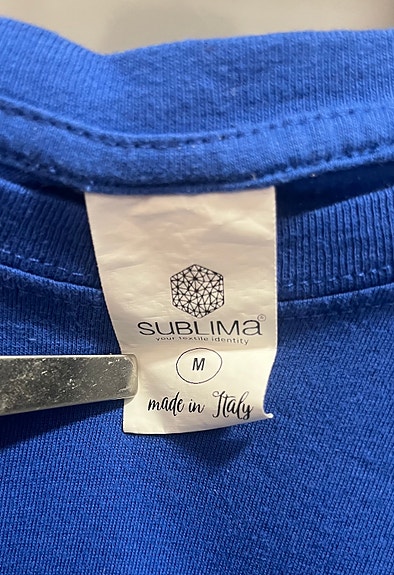 SUBLIMa®
your textile identity
M
made in Italy